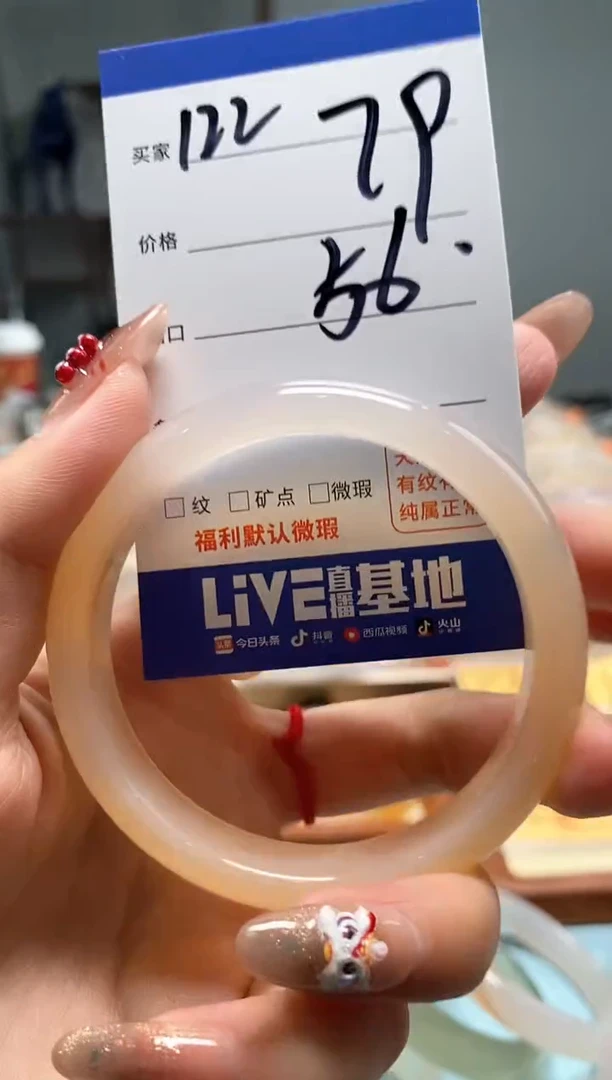 买家 122 79
价格
56.
口
纹 矿点 微瑕
有纹
纯属正常
福利默认微瑕
LiVE直播基地
今日头条 抖音 西瓜视频 火山